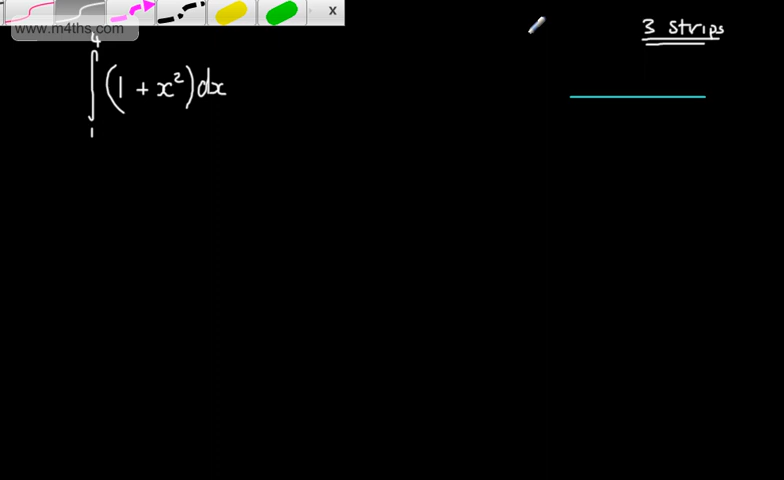 x
www.m4ths.com
3 Strips
4
∫ (1 + x²) dx
1